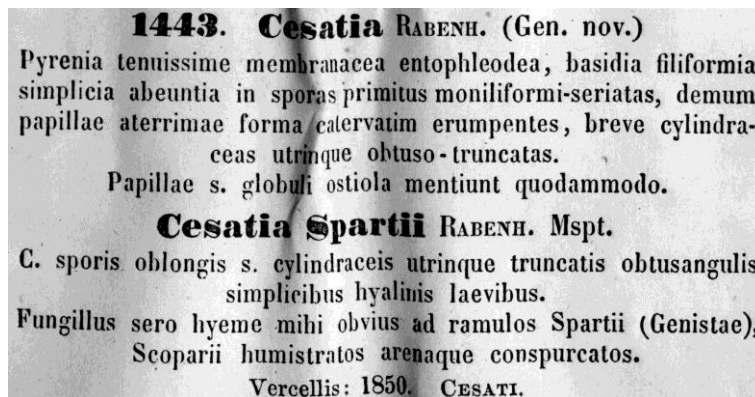 1443. Cesatia RABENH. (Gen. nov.)
Pyrenia tenuissime membranacea entophleodea, basidia filiformia
simplicia abeuntia in sporas primitus moniliformi-seriatas, demum
papillae aterrimae forma catervatim erumpentes, breve cylindra-
ceas utrinque obtuso-truncatas.
Papillae s. globuli ostiola mentiunt quodammodo.
Cesatia Spartii RABENH. Mspt.
C. sporis oblongis s. cylindraceis utrinque truncatis obtusangulis
simplicibus hyalinis laevibus.
Fungillus sero hyeme mihi obvius ad ramulos Spartii (Genistae),
Scoparii humistratos arenaque conspurcatos.
Vercellis: 1850. CESATI.